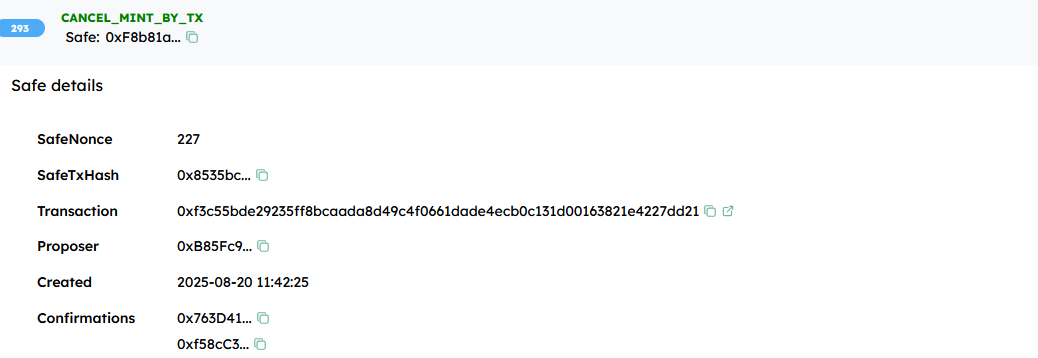 293
CANCEL_MINT_BY_TX
Safe: 0xF8b81a...
Safe details
SafeNonce 227
SafeTxHash 0x8535bc...
Transaction 0xf3c55bde29235ff8bcaada8d49c4f0661dade4ecb0c131d00163821e4227dd21
Proposer 0xB85Fc9...
Created 2025-08-20 11:42:25
Confirmations 0x763D41...
0xf58cC3...